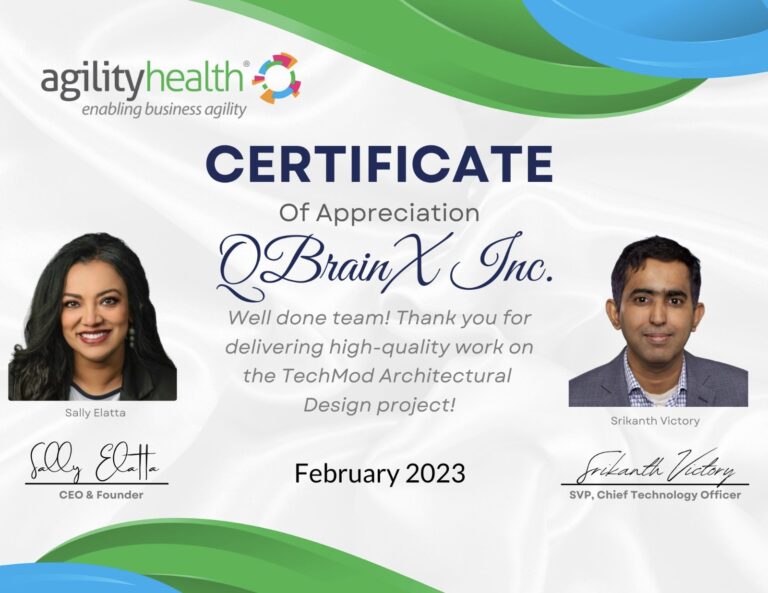 agilityhealth®
enabling business agility
CERTIFICATE
Of Appreciation
QBrainX Inc.
Well done team! Thank you for
delivering high-quality work on
the TechMod Architectural
Design project!
Sally Elatta
Sally Elatta
CEO & Founder
February 2023
Srikanth Victory
Srikanth Victory
SVP, Chief Technology Officer